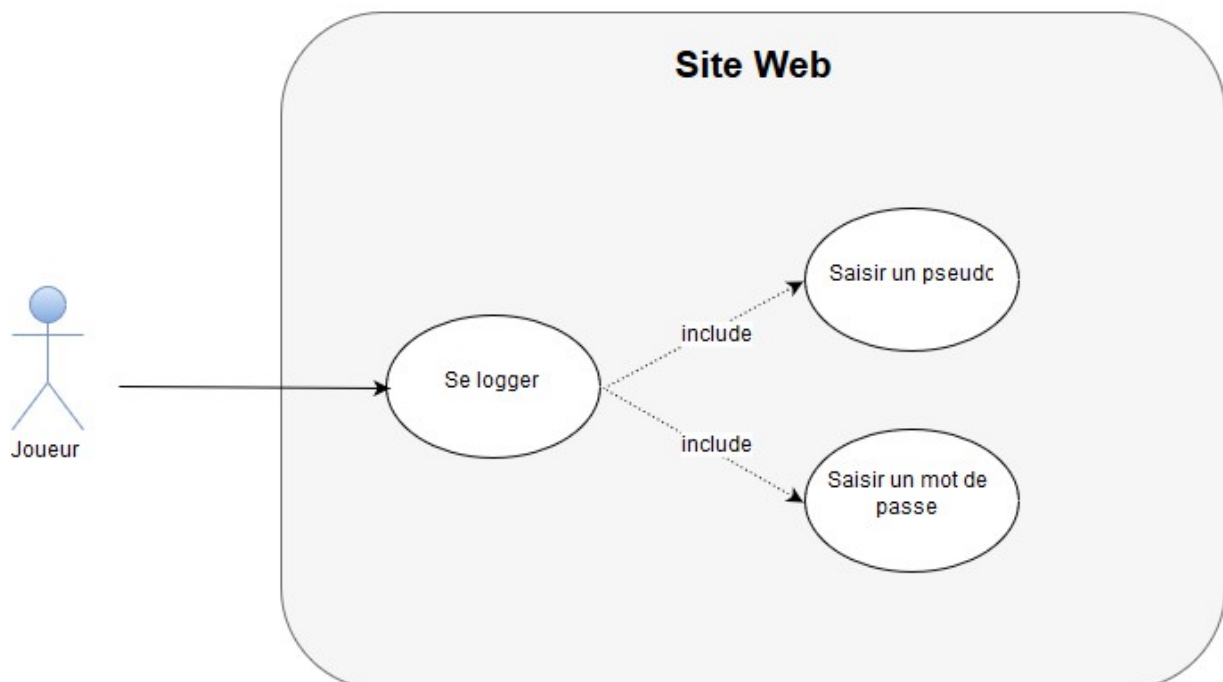 Site Web
Saisir un pseudo
include
Se logger
include
Joueur
Saisir un mot de
passe